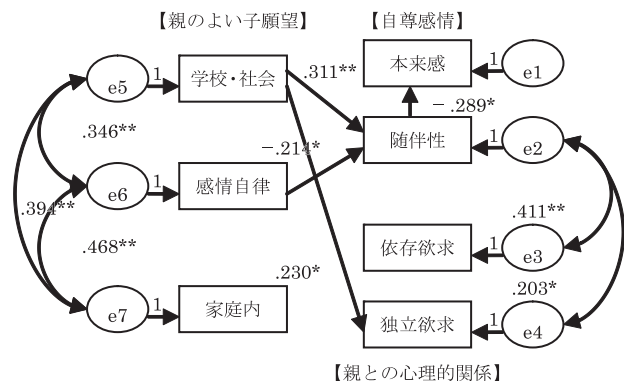 【親のよい子願望】
【自尊感情】
e5
1
学校・社会
.311**
本来感
1
e1
－.289*
.346**
－.214*
随伴性
1
e2
e6
1
感情自律
.394**
.411**
依存欲求
1
e3
.468**
.230*
.203*
e7
1
家庭内
独立欲求
1
e4
【親との心理的関係】